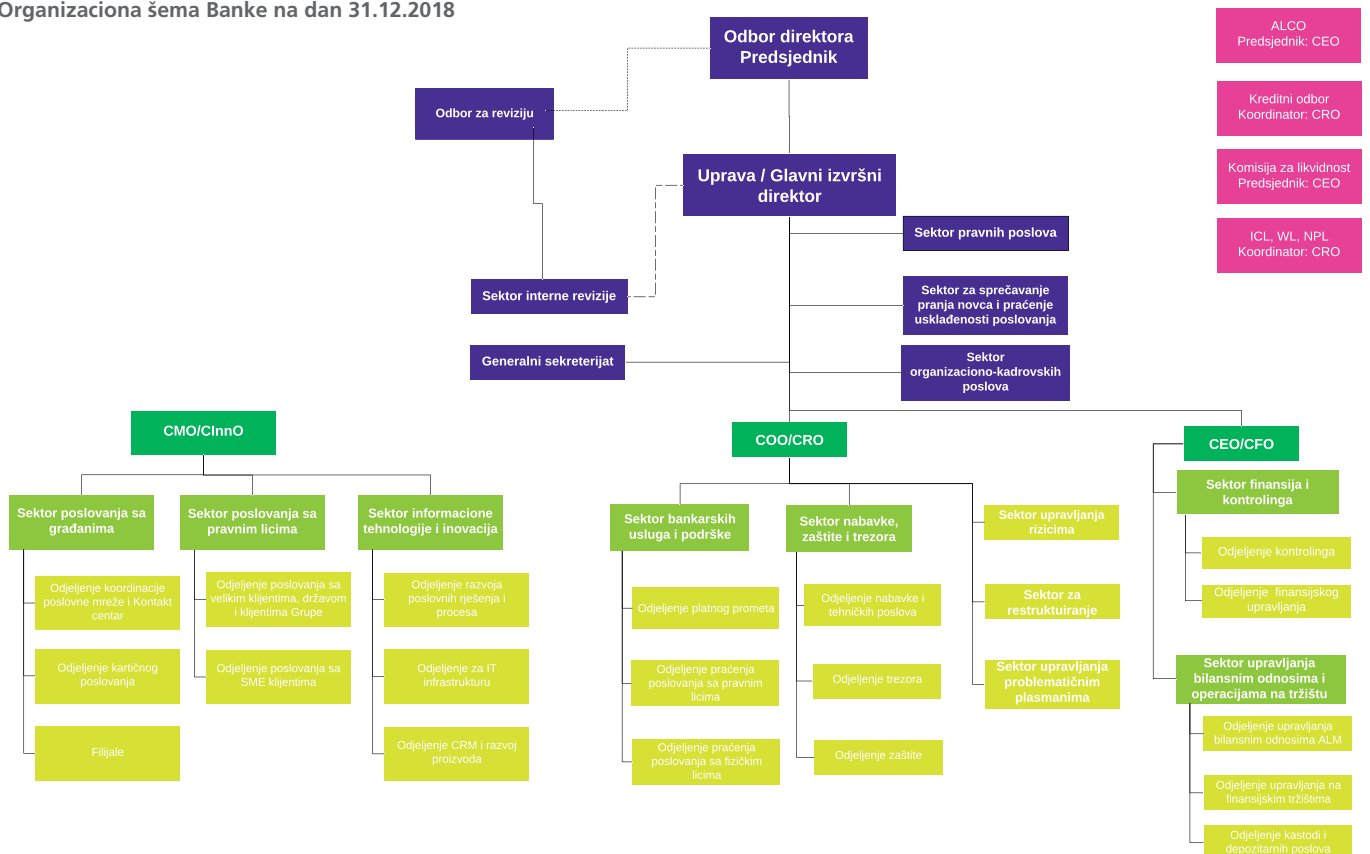 Organizaciona šema Banke na dan 31.12.2018
Odbor direktora
Predsjednik
ALCO
Predsjednik: CEO
Odbor za reviziju
Kreditni odbor
Koordinator: CRO
Uprava / Glavni izvršni
direktor
Komisija za likvidnost
Predsjednik: CEO
Sektor pravnih poslova
ICL, WL, NPL
Koordinator: CRO
Sektor interne revizije
Sektor za sprečavanje
pranja novca i praćenje
usklađenosti poslovanja
Generalni sekreterijat
Sektor
organizaciono-kadrovskih
poslova
CMO/CInnO
COO/CRO
CEO/CFO
Sektor poslovanja sa
građanima
Sektor poslovanja sa
pravnim licima
Sektor informacione
tehnologije i inovacija
Odjeljenje koordinacije
poslovne mreže i Kontakt
centar
Odjeljenje kartičnog
poslovanja
Filijale
Odjeljenje poslovanja sa
velikim klijentima, državom
i klijentima Grupe
Odjeljenje poslovanja sa
SME klijentima
Odjeljenje razvoja
poslovnih rješenja i
procesa
Odjeljenje za IT
infrastrukturu
Odjeljenje CRM i razvoj
proizvoda
Sektor bankarskih
usluga i podrške
Sektor nabavke,
zaštite i trezora
Sektor upravljanja
rizicima
Odjeljenje platnog prometa
Odjeljenje praćenja
poslovanja sa pravnim
licima
Odjeljenje praćenja
poslovanja sa fizičkim
licima
Odjeljenje nabavke i
tehničkih poslova
Odjeljenje trezora
Odjeljenje zaštite
Sektor za
restruktuiranje
Sektor upravljanja
problematičnim
plasmanima
Sektor finansija i
kontrolinga
Odjeljenje kontrolinga
Odjeljenje  finansijskog
upravljanja
Sektor upravljanja
bilansnim odnosima i
operacijama na tržištu
Odjeljenje upravljanja
bilansnim odnosima ALM
Odjeljenje upravljanja na
finansijskim tržištima
Odjeljenje kastodi i
depozitarnih poslova